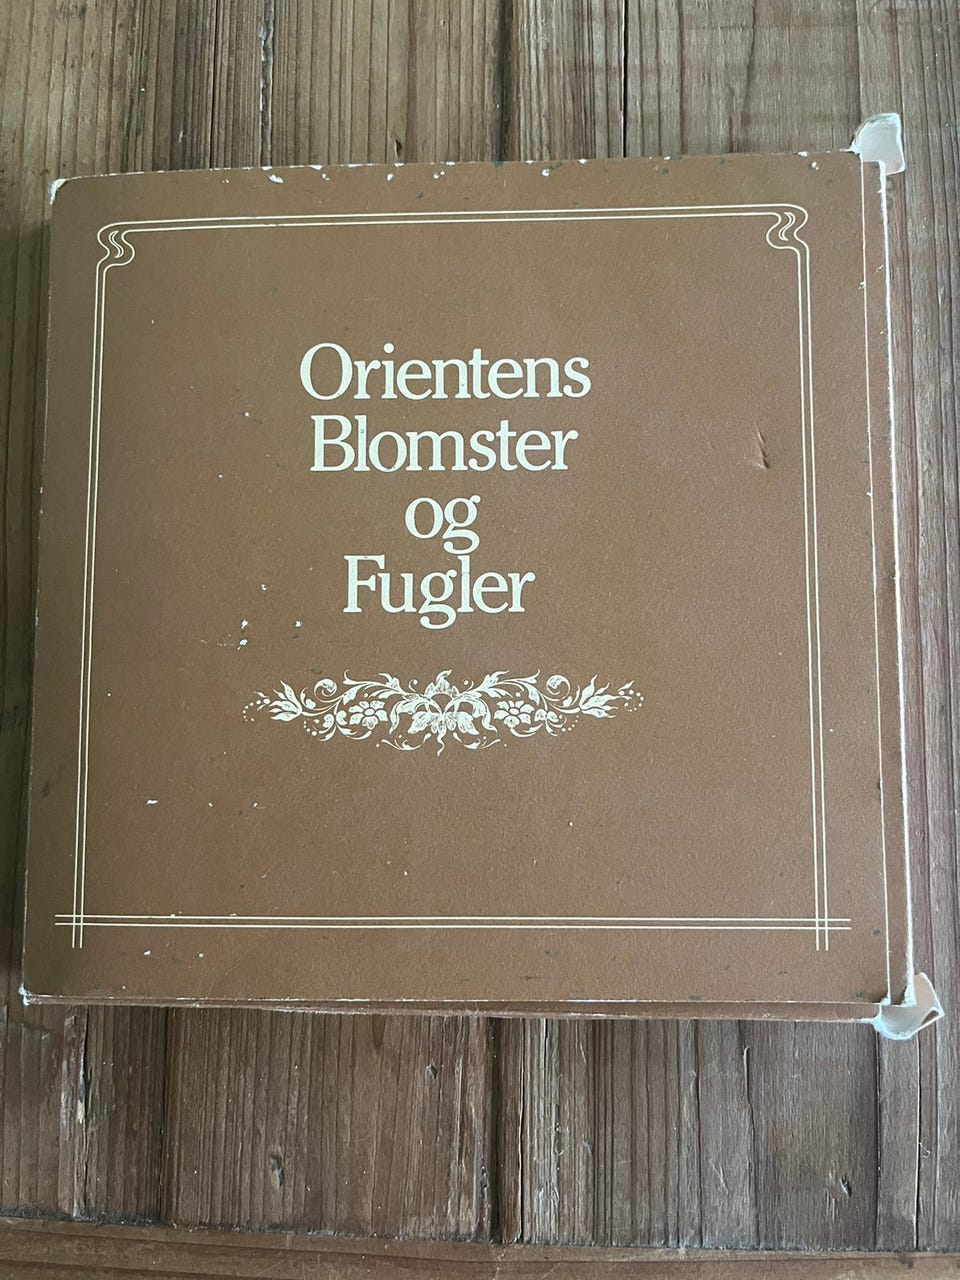 Orientens
Blomster
og
Fugler